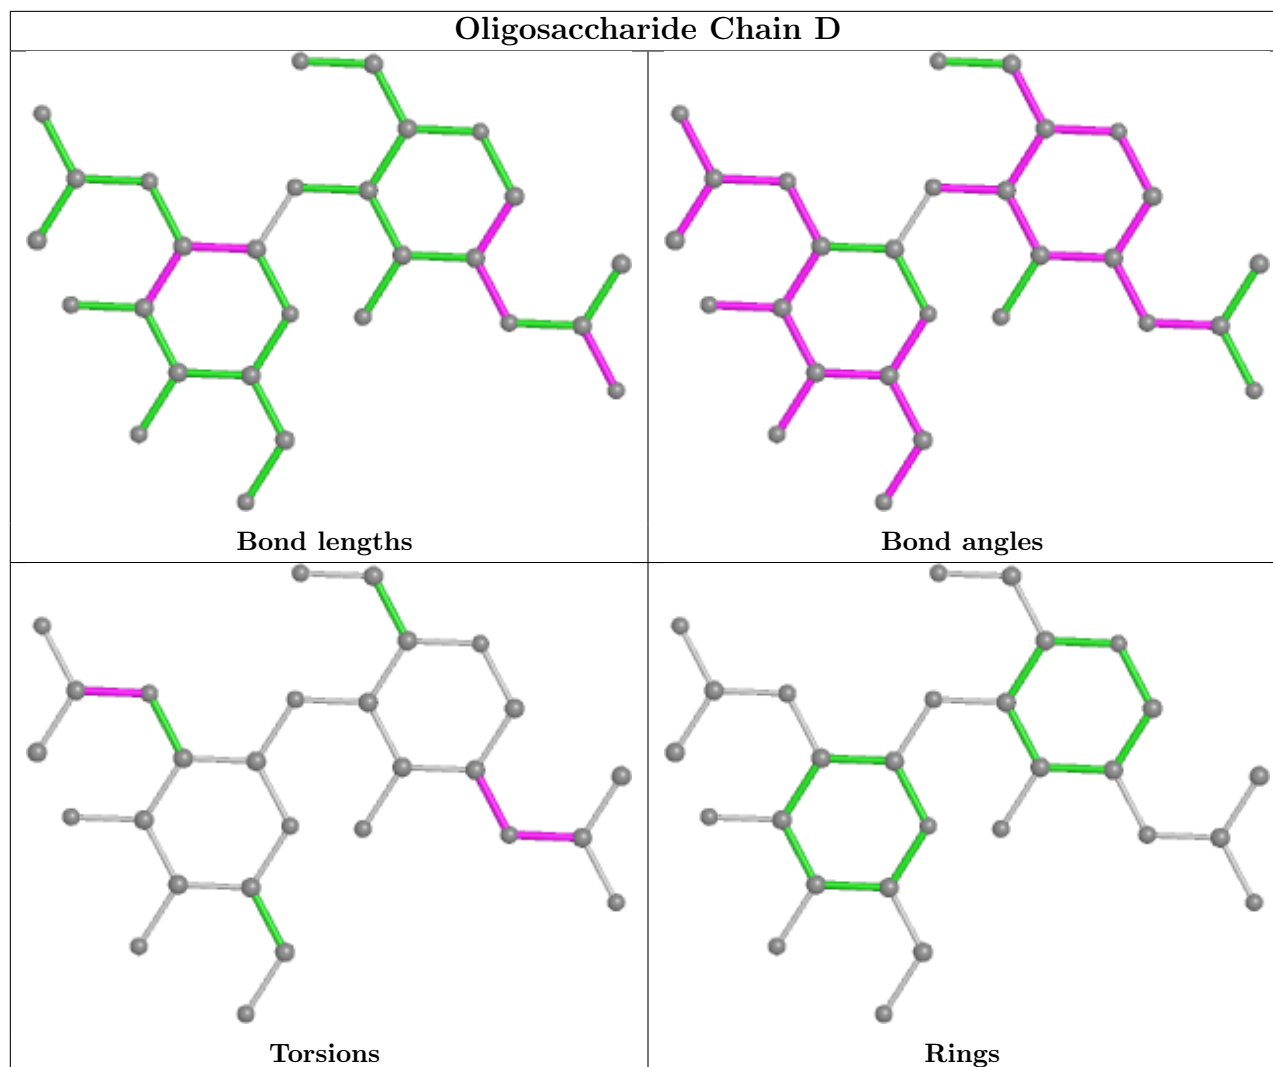 Oligosaccharide Chain D
Bond lengths
Bond angles
Torsions
Rings